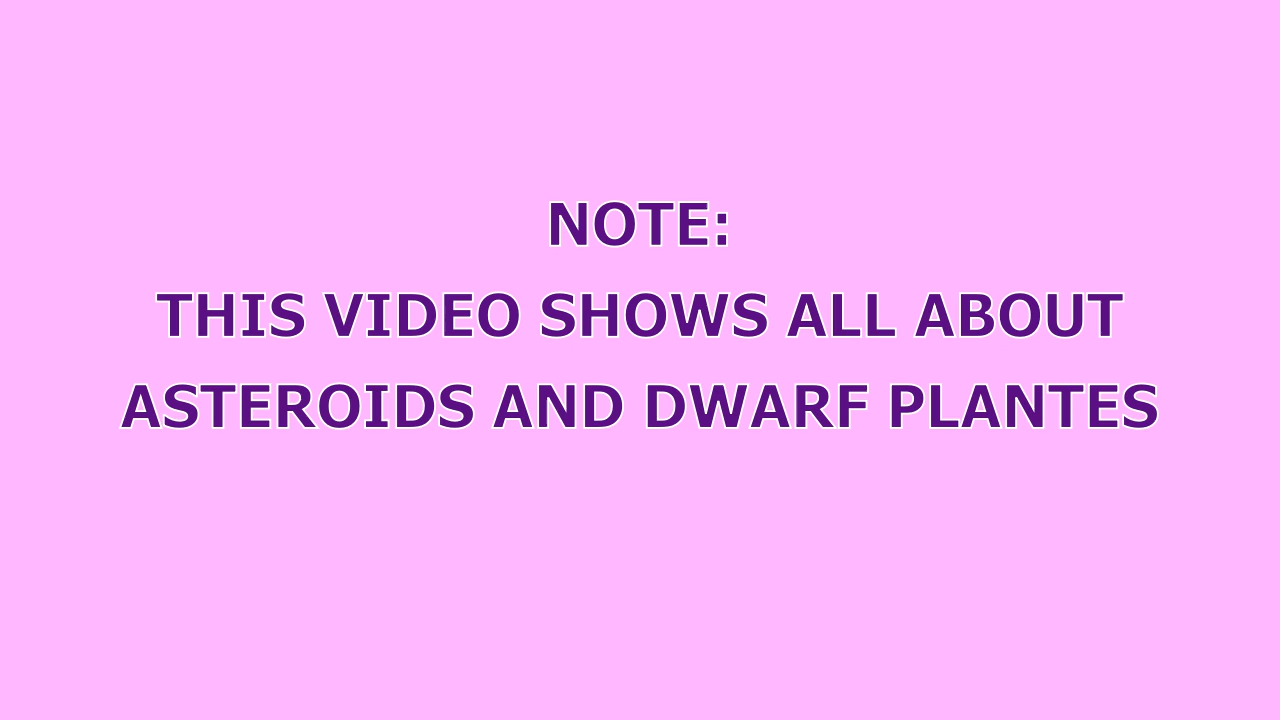 NOTE:
THIS VIDEO SHOWS ALL ABOUT
ASTEROIDS AND DWARF PLANTES